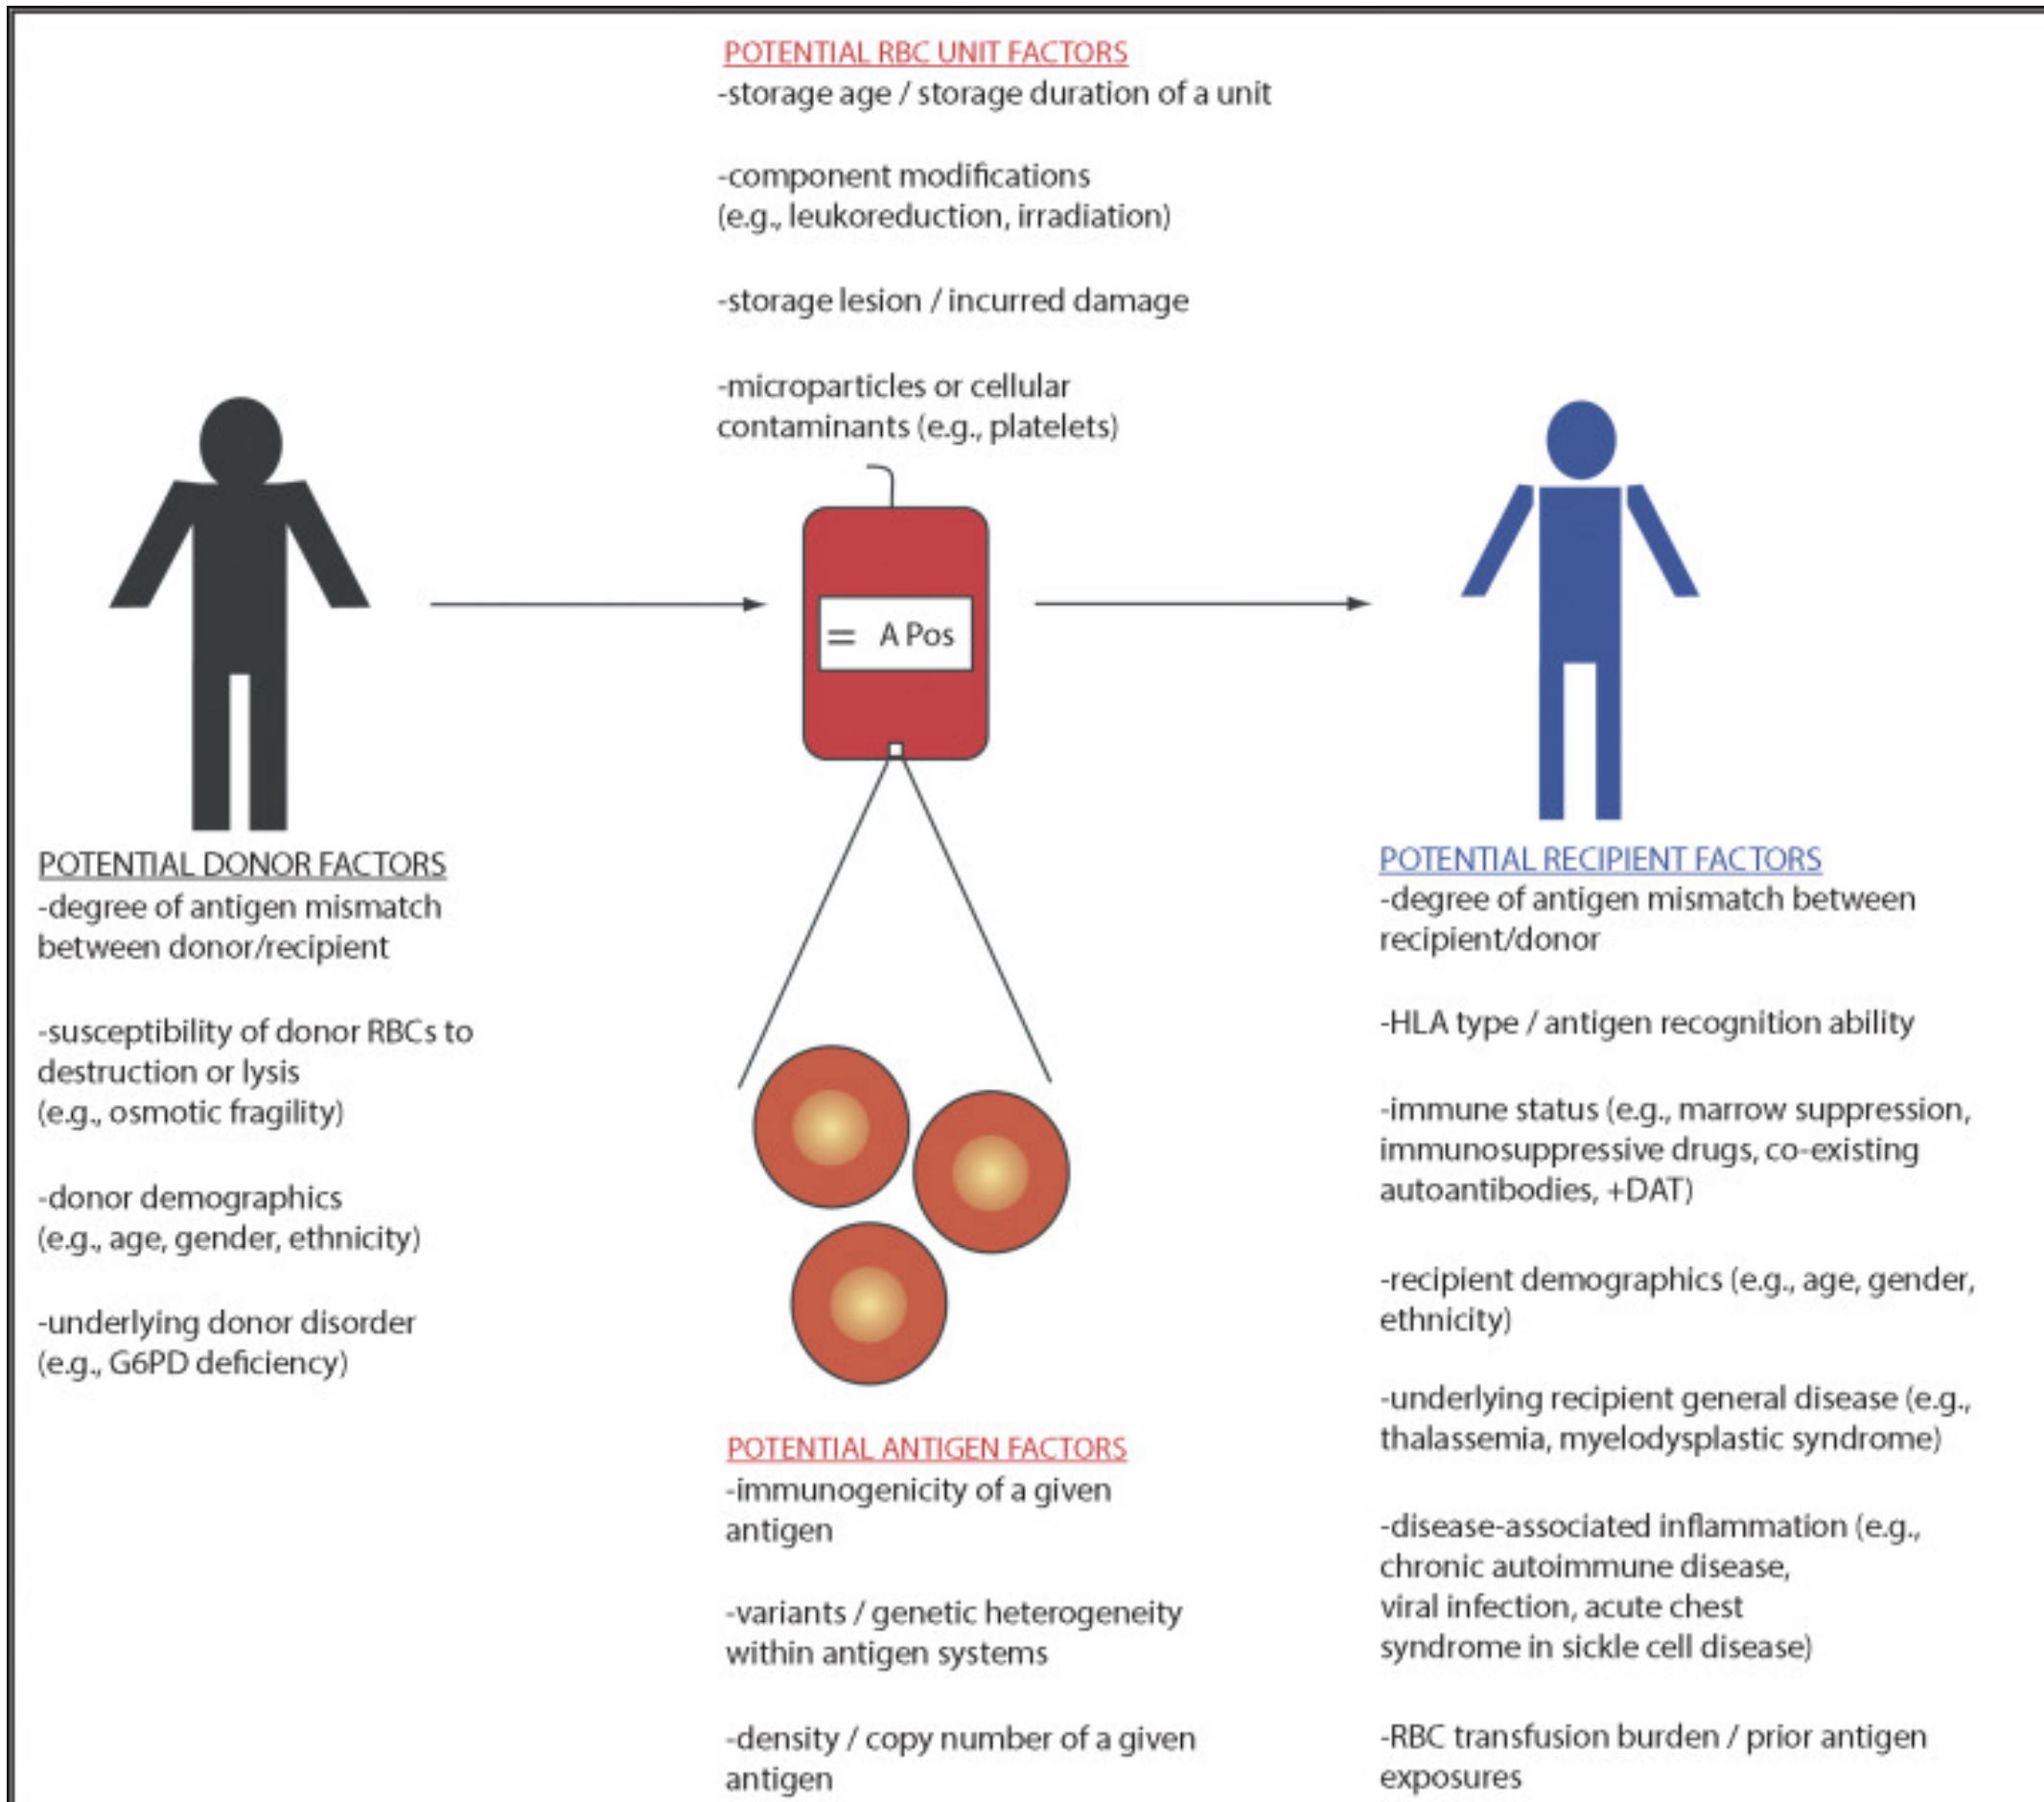 POTENTIAL RBC UNIT FACTORS
-storage age / storage duration of a unit
-component modifications
(e.g., leukoreduction, irradiation)
-storage lesion / incurred damage
-microparticles or cellular
contaminants (e.g., platelets)
= A Pos
POTENTIAL DONOR FACTORS
-degree of antigen mismatch
between donor/recipient
-susceptibility of donor RBCs to
destruction or lysis
(e.g., osmotic fragility)
-donor demographics
(e.g., age, gender, ethnicity)
-underlying donor disorder
(e.g., G6PD deficiency)
POTENTIAL ANTIGEN FACTORS
-immunogenicity of a given
antigen
-variants / genetic heterogeneity
within antigen systems
-density / copy number of a given
antigen
POTENTIAL RECIPIENT FACTORS
-degree of antigen mismatch between
recipient/donor
-HLA type / antigen recognition ability
-immune status (e.g., marrow suppression,
immunosuppressive drugs, co-existing
autoantibodies, +DAT)
-recipient demographics (e.g., age, gender,
ethnicity)
-underlying recipient general disease (e.g.,
thalassemia, myelodysplastic syndrome)
-disease-associated inflammation (e.g.,
chronic autoimmune disease,
viral infection, acute chest
syndrome in sickle cell disease)
-RBC transfusion burden / prior antigen
exposures